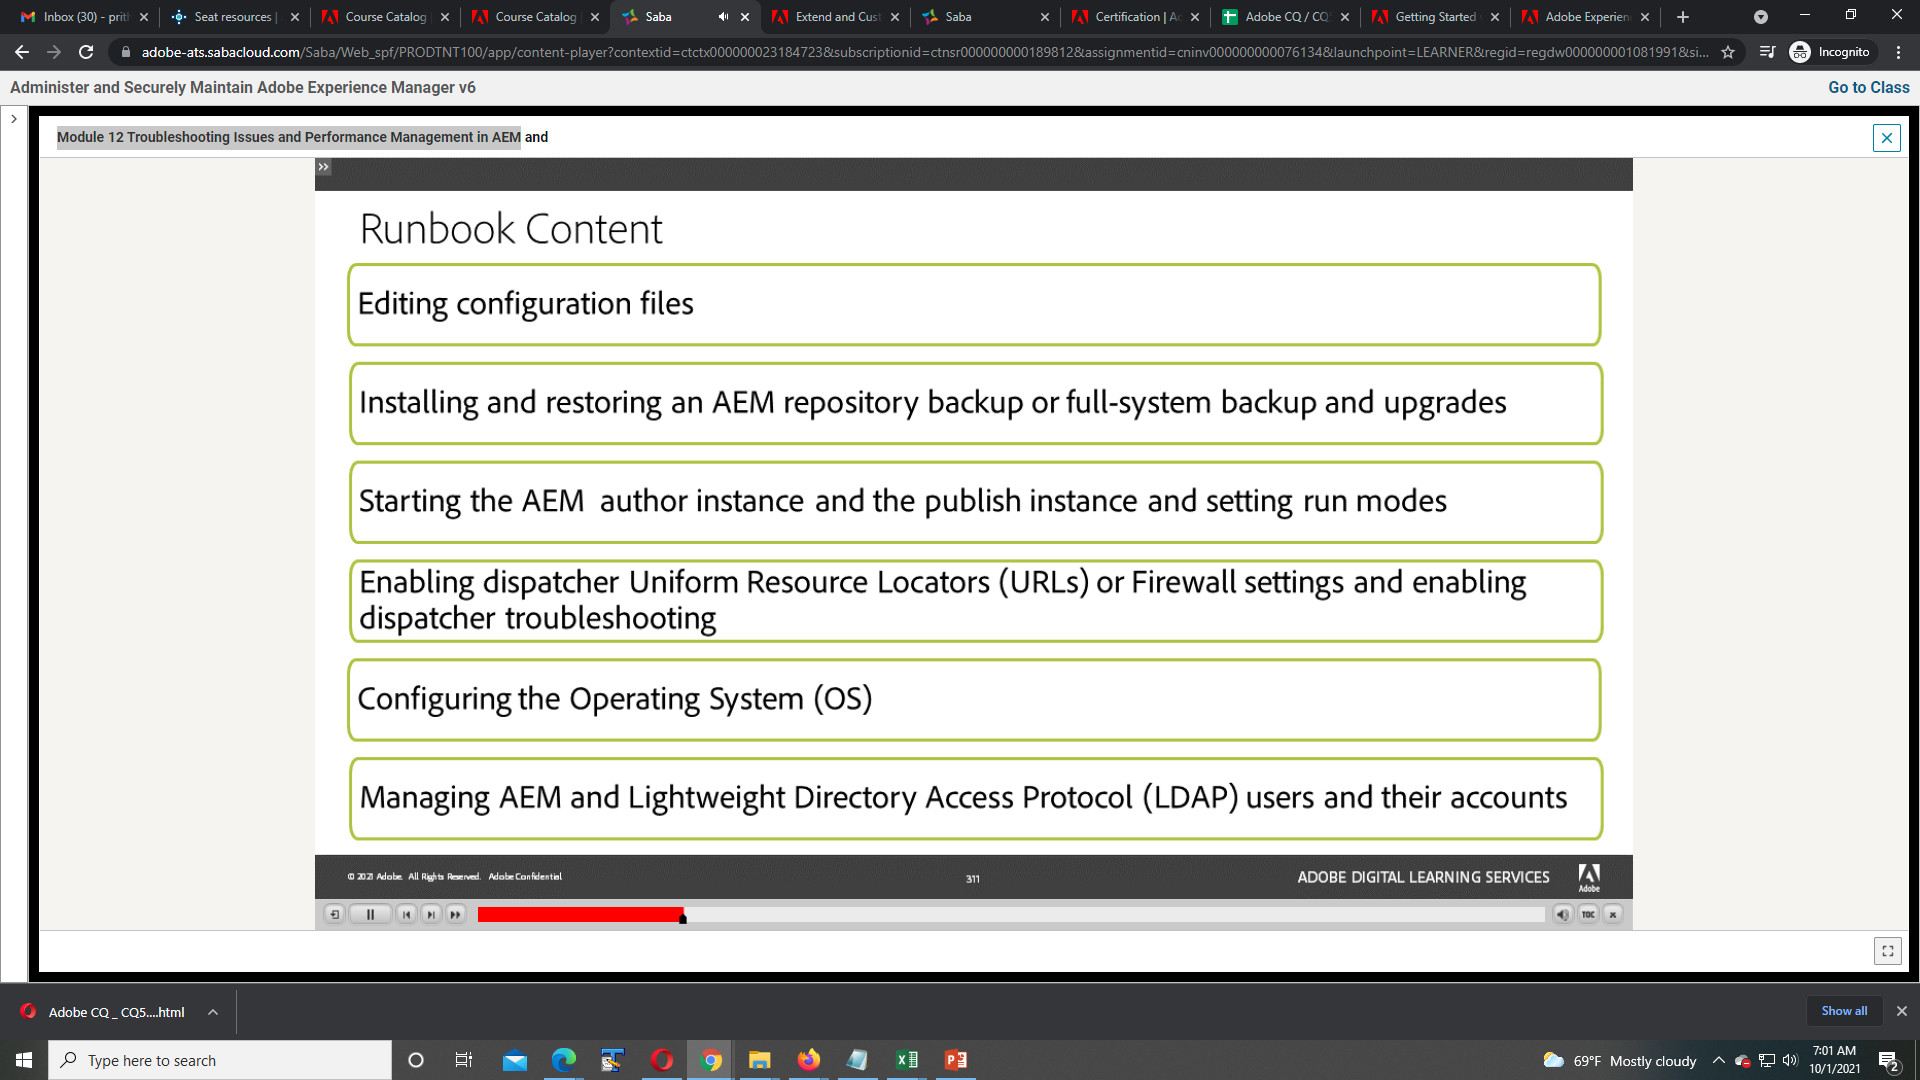 Inbox (30) - prith
Seat resources |
Course Catalog
Course Catalog
Saba
Extend and Cust
Saba
Certification | Ad
Adobe CQ / CQ5
Getting Started
Adobe Experien
adobe-ats.sabacloud.com/Saba/Web_spf/PRODTNT100/app/content-player?contextid=ctctx000000023184723&subscriptionid=ctnsr0000000000189812&assignmentid=cninv000000000076134&launchpoint=LEARNER&regid=regdw000000001081991&si...
Incognito
Administer and Securely Maintain Adobe Experience Manager v6
Go to Class
Module 12 Troubleshooting Issues and Performance Management in AEM and
Runbook Content
Editing configuration files
Installing and restoring an AEM repository backup or full-system backup and upgrades
Starting the AEM author instance and the publish instance and setting run modes
Enabling dispatcher Uniform Resource Locators (URLs) or Firewall settings and enabling
dispatcher troubleshooting
Configuring the Operating System (OS)
Managing AEM and Lightweight Directory Access Protocol (LDAP) users and their accounts
© 2021 Adobe. All Rights Reserved. Adobe Confidential
311
ADOBE DIGITAL LEARNING SERVICES
Adobe
TOC
Adobe CQ _ CQ5....html
Show all
Type here to search
69°F Mostly cloudy
7:01 AM
10/1/2021
2